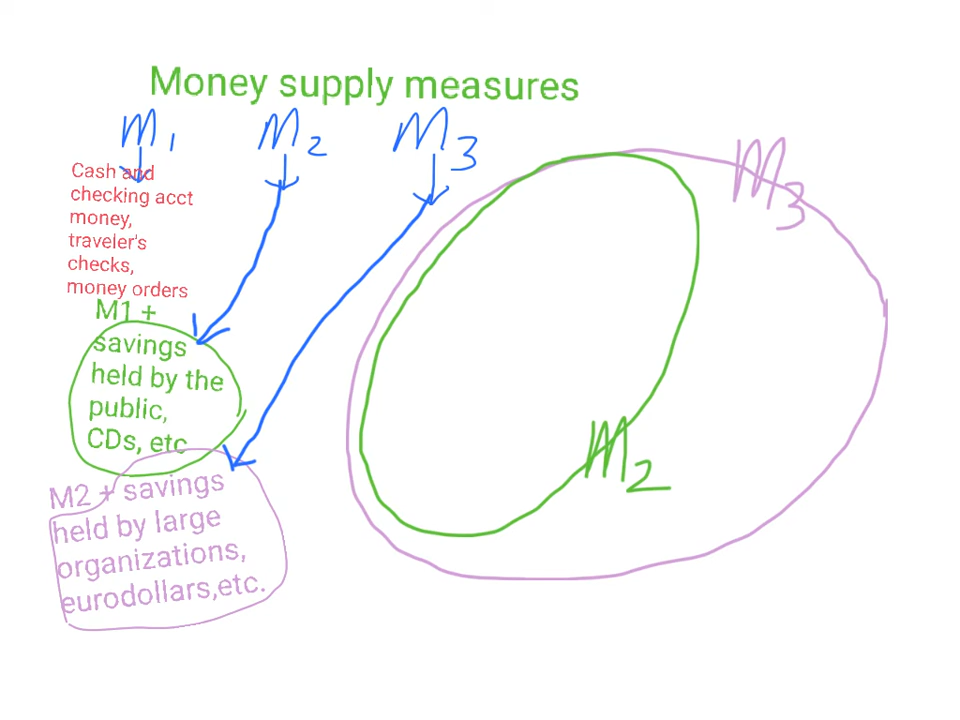 Money supply measures
M1 M2 M3
Cash and
checking acct
money,
traveler's
checks,
money orders
M1 +
savings
held by the
public,
CDs, etc
M2 + savings
held by large
organizations,
eurodollars,etc.
M3
M2